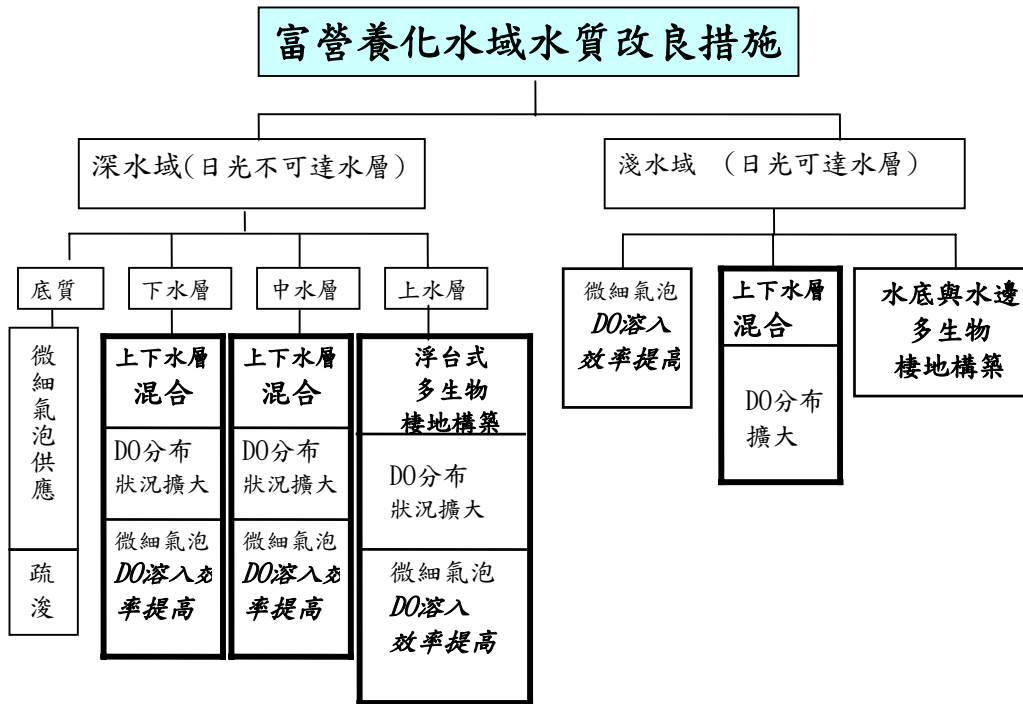 富營養化水域水質改良措施
深水域(日光不可達水層)
淺水域 （日光可達水層）
底質
下水層
中水層
上水層
微細氣泡供應
疏浚
上下水層
混合
DO分布
狀況擴大
微細氣泡
DO溶入效
率提高
上下水層
混合
DO分布
狀況擴大
微細氣泡
DO溶入效
率提高
浮台式
多生物
棲地構築
DO分布
狀況擴大
微細氣泡
DO溶入
效率提高
微細氣泡
DO溶入
效率提高
上下水層
混合
DO分布
擴大
水底與水邊
多生物
棲地構築